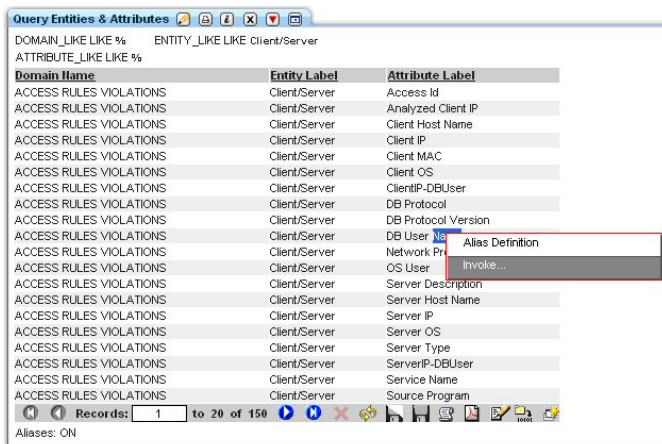 Query Entities & Attributes
DOMAIN_LIKE LIKE % ENTITY_LIKE LIKE Client/Server
ATTRIBUTE_LIKE LIKE %
Domain Name Entity Label Attribute Label
ACCESS RULES VIOLATIONS Client/Server Access Id
ACCESS RULES VIOLATIONS Client/Server Analyzed Client IP
ACCESS RULES VIOLATIONS Client/Server Client Host Name
ACCESS RULES VIOLATIONS Client/Server Client IP
ACCESS RULES VIOLATIONS Client/Server Client MAC
ACCESS RULES VIOLATIONS Client/Server Client OS
ACCESS RULES VIOLATIONS Client/Server ClientIP-DBUser
ACCESS RULES VIOLATIONS Client/Server DB Protocol
ACCESS RULES VIOLATIONS Client/Server DB Protocol Version
ACCESS RULES VIOLATIONS Client/Server DB User Na
Alias Definition
ACCESS RULES VIOLATIONS Client/Server Network Pr
Invoke...
ACCESS RULES VIOLATIONS Client/Server OS User
ACCESS RULES VIOLATIONS Client/Server Server Description
ACCESS RULES VIOLATIONS Client/Server Server Host Name
ACCESS RULES VIOLATIONS Client/Server Server IP
ACCESS RULES VIOLATIONS Client/Server Server OS
ACCESS RULES VIOLATIONS Client/Server Server Type
ACCESS RULES VIOLATIONS Client/Server ServerIP-DBUser
ACCESS RULES VIOLATIONS Client/Server Service Name
ACCESS RULES VIOLATIONS Client/Server Source Program
Records: 1 to 20 of 150
Aliases: ON